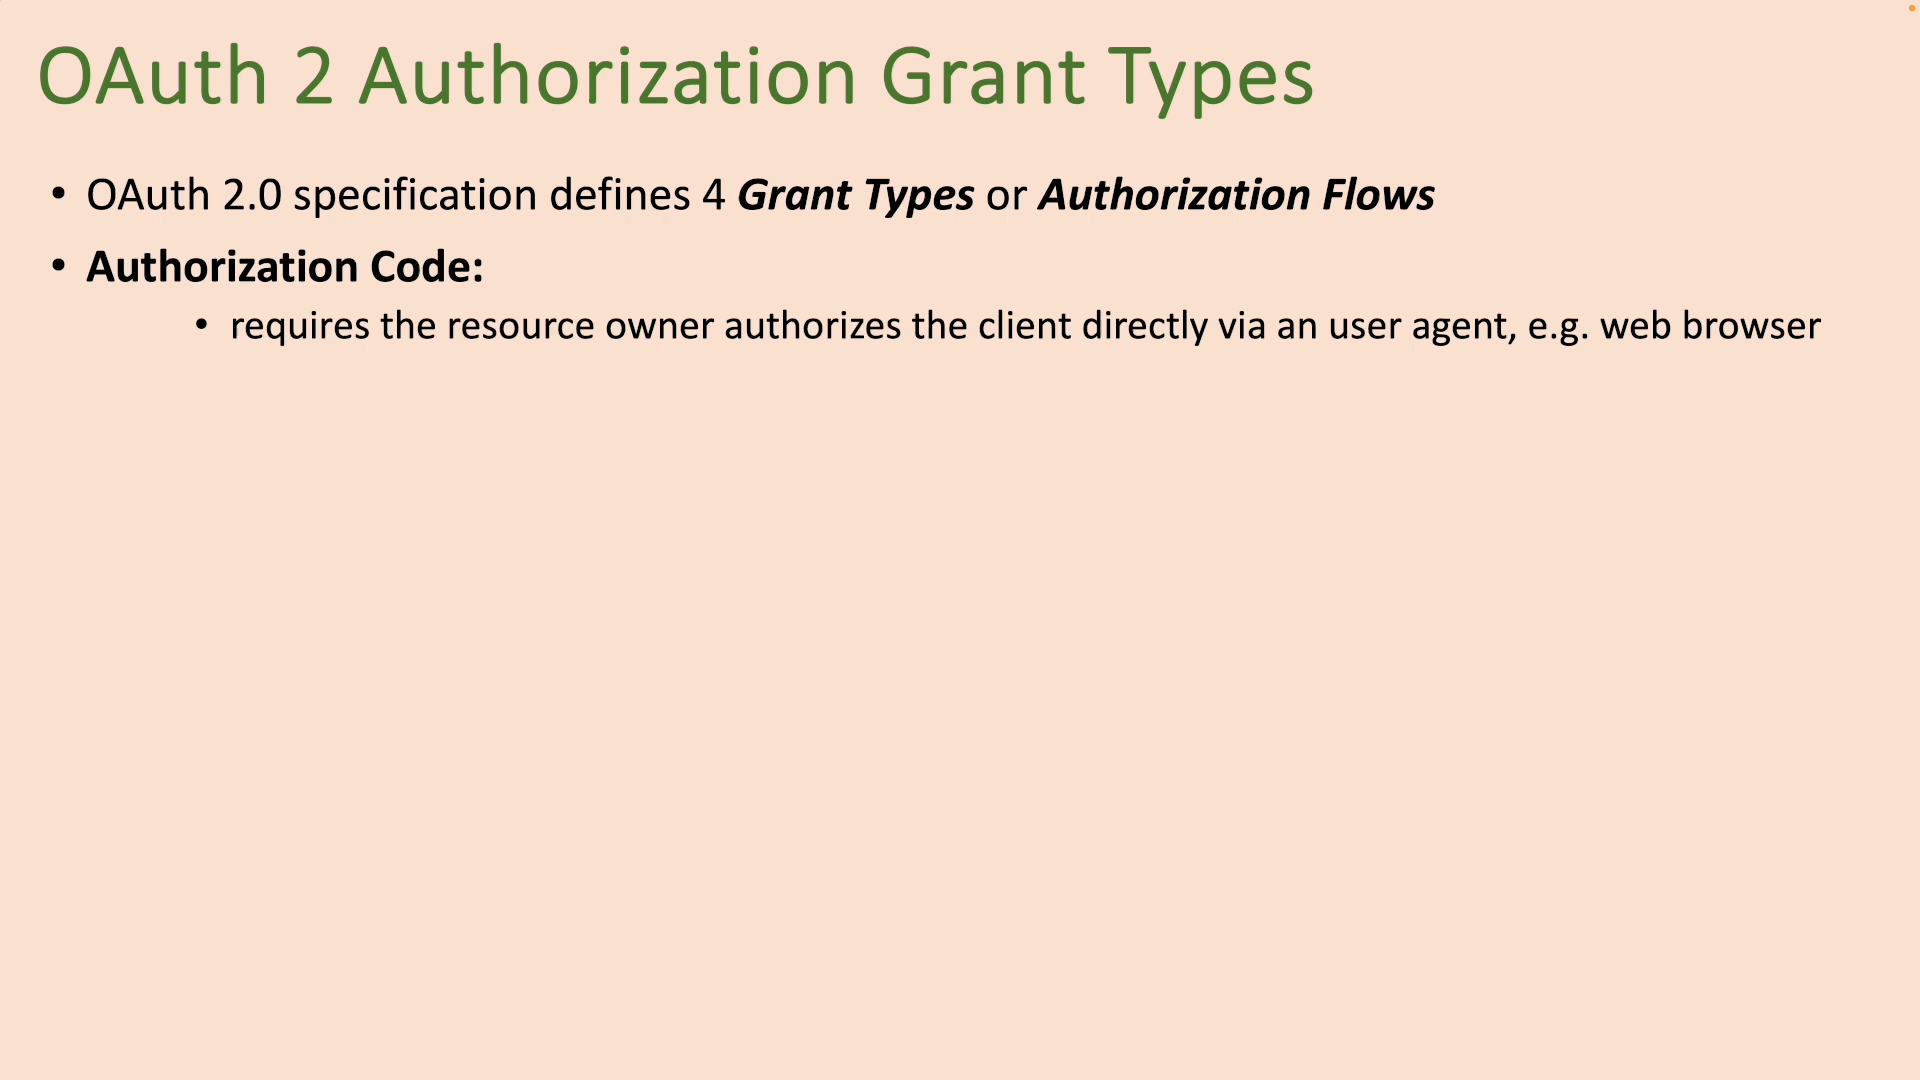 OAuth 2 Authorization Grant Types
• OAuth 2.0 specification defines 4 Grant Types or Authorization Flows
• Authorization Code:
• requires the resource owner authorizes the client directly via an user agent, e.g. web browser